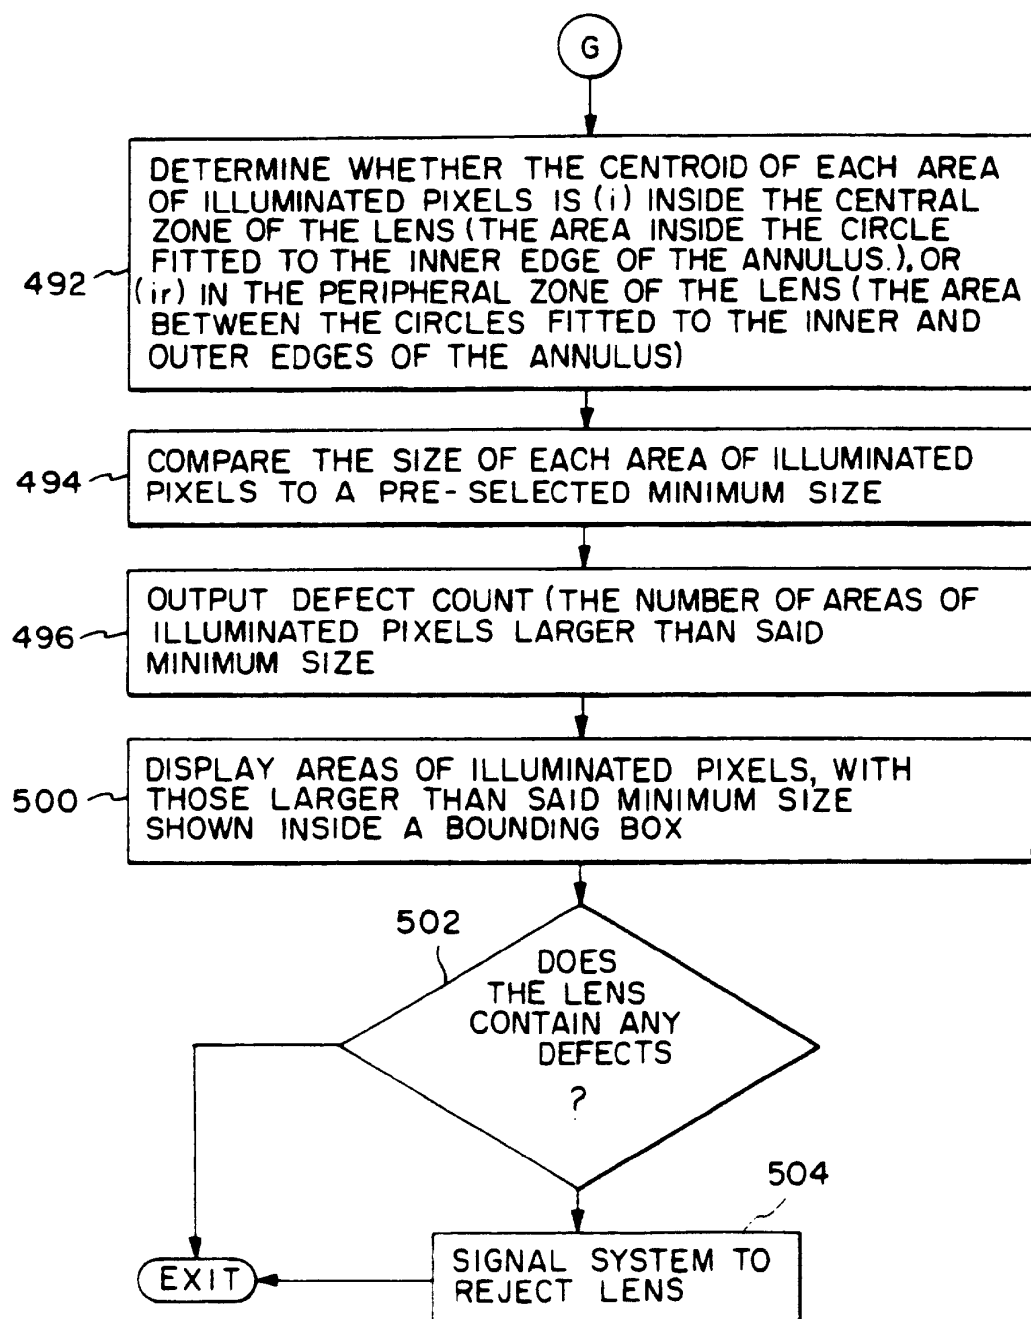 G
DETERMINE WHETHER THE CENTROID OF EACH AREA
OF ILLUMINATED PIXELS IS (i) INSIDE THE CENTRAL
ZONE OF THE LENS (THE AREA INSIDE THE CIRCLE
FITTED TO THE INNER EDGE OF THE ANNULUS.), OR
(ir) IN THE PERIPHERAL ZONE OF THE LENS (THE AREA
BETWEEN THE CIRCLES FITTED TO THE INNER AND
OUTER EDGES OF THE ANNULUS)
492
COMPARE THE SIZE OF EACH AREA OF ILLUMINATED
PIXELS TO A PRE-SELECTED MINIMUM SIZE
494
OUTPUT DEFECT COUNT (THE NUMBER OF AREAS OF
ILLUMINATED PIXELS LARGER THAN SAID
MINIMUM SIZE
496
DISPLAY AREAS OF ILLUMINATED PIXELS, WITH
THOSE LARGER THAN SAID MINIMUM SIZE
SHOWN INSIDE A BOUNDING BOX
500
502
DOES
THE LENS
CONTAIN ANY
DEFECTS
?
504
SIGNAL SYSTEM TO
REJECT LENS
EXIT